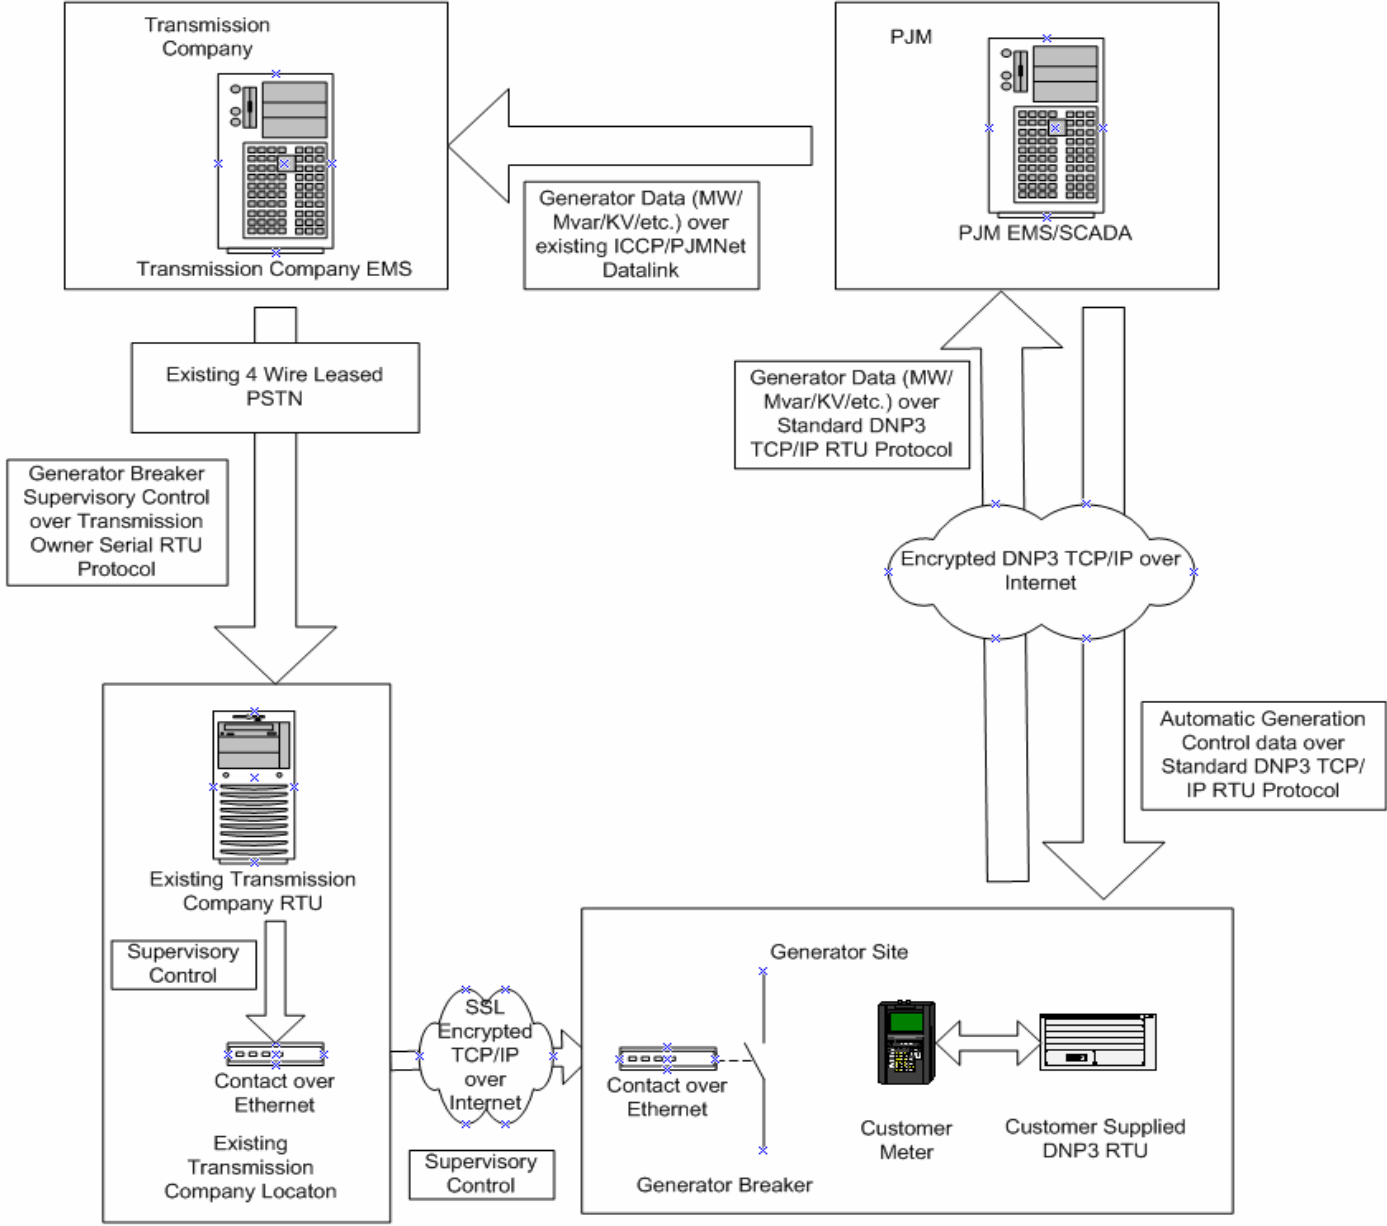 Transmission
Company
Transmission Company EMS
PJM
PJM EMS/SCADA
Generator Data (MW/
Mvar/KV/etc.) over
existing ICCP/PJMNet
Datalink
Existing 4 Wire Leased
PSTN
Generator Data (MW/
Mvar/KV/etc.) over
Standard DNP3
TCP/IP RTU Protocol
Generator Breaker
Supervisory Control
over Transmission
Owner Serial RTU
Protocol
Encrypted DNP3 TCP/IP over
Internet
Automatic Generation
Control data over
Standard DNP3 TCP/
IP RTU Protocol
Existing Transmission
Company RTU
Supervisory
Control
Contact over
Ethernet
Existing
Transmission
Company Locaton
SSL
Encrypted
TCP/IP
over
Internet
Supervisory
Control
Generator Site
Contact over
Ethernet
Generator Breaker
Customer
Meter
Customer Supplied
DNP3 RTU